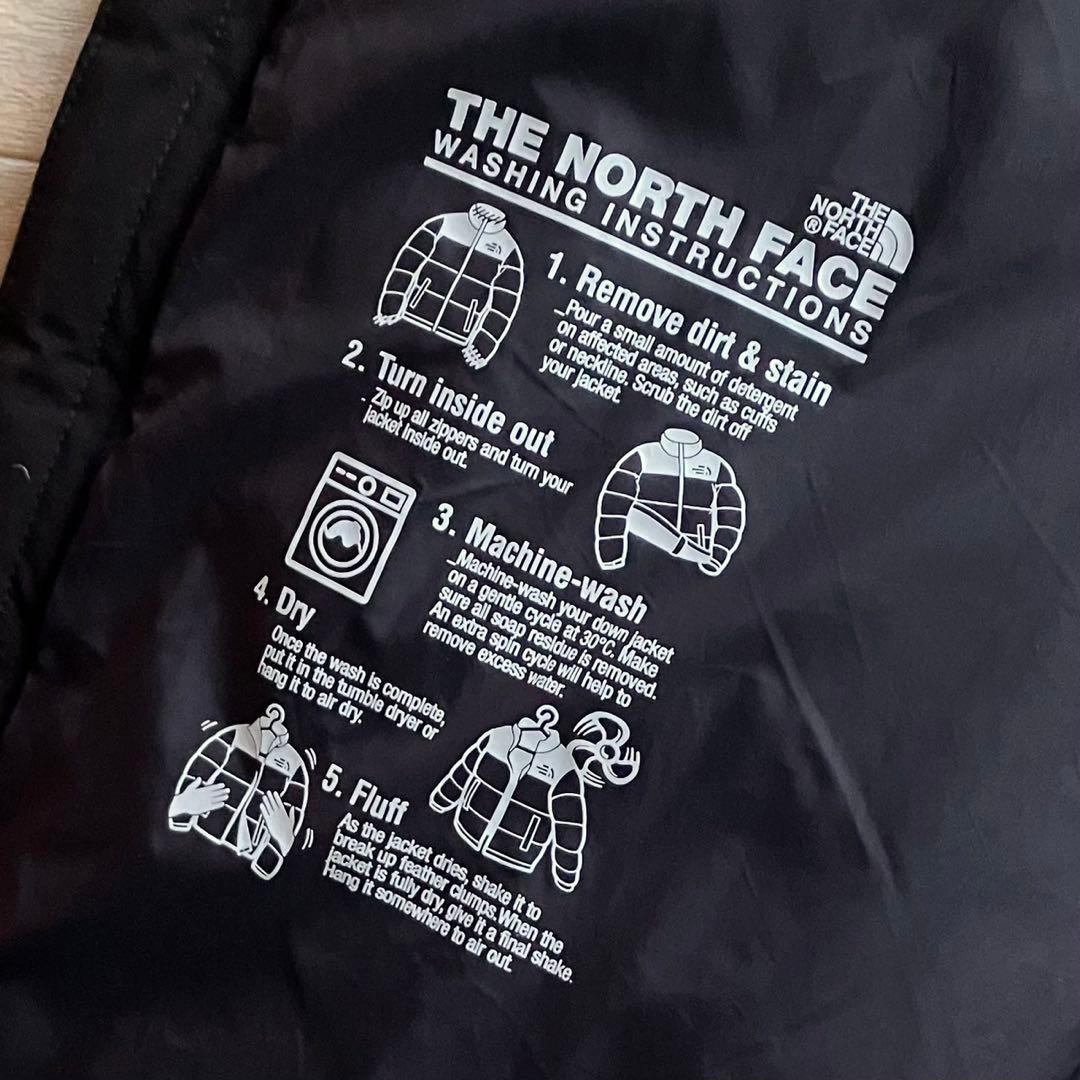 THE NORTH FACE
WASHING INSTRUCTIONS
THE
NORTH
®FACE
1. Remove dirt & stain
_Pour a small amount of detergent
on affected areas, such as cuffs
or neckline. Scrub the dirt off
your jacket.
2. Turn inside out
- Zip up all zippers and turn your
jacket inside out.
3. Machine-wash
_Machine-wash your down jacket
on a gentle cycle at 30°C. Make
sure all soap residue is removed.
An extra spin cycle will help to
remove excess water.
4. Dry
Once the wash is complete,
put it in the tumble dryer or
hang it to air dry.
5. Fluff
As the jacket dries, shake it to
break up feather clumps.When the
jacket is fully dry, give it a final shake.
Hang it somewhere to air out.